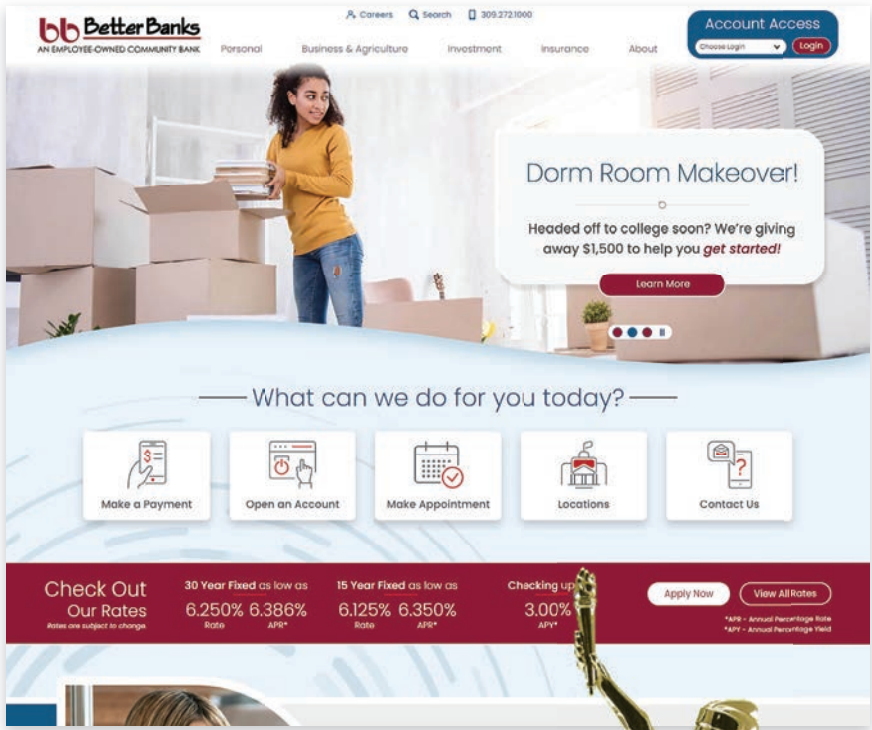 Careers Search 309.272.1000
bb Better Banks
AN EMPLOYEE-OWNED COMMUNITY BANK
Personal Business & Agriculture Investment Insurance About
Account Access
Choose Login Login
Dorm Room Makeover!
Headed off to college soon? We're giving
away $1,500 to help you get started!
Learn More
What can we do for you today?
Make a Payment Open an Account Make Appointment Locations Contact Us
Check Out
Our Rates
Rates are subject to change.
30 Year Fixed as low as
6.250% 6.386%
Rate APR*
15 Year Fixed as low as
6.125% 6.350%
Rate APR*
Checking up
3.00%
APY*
Apply Now View All Rates
*APR - Annual Percentage Rate
*APY - Annual Percentage Yield